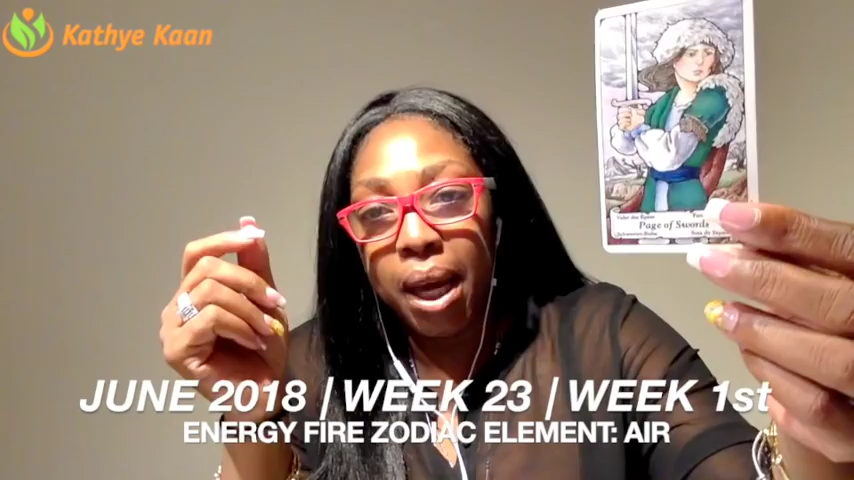 Kathye Kaan
Page of Swords
JUNE 2018 | WEEK 23 | WEEK 1st
ENERGY FIRE ZODIAC ELEMENT: AIR